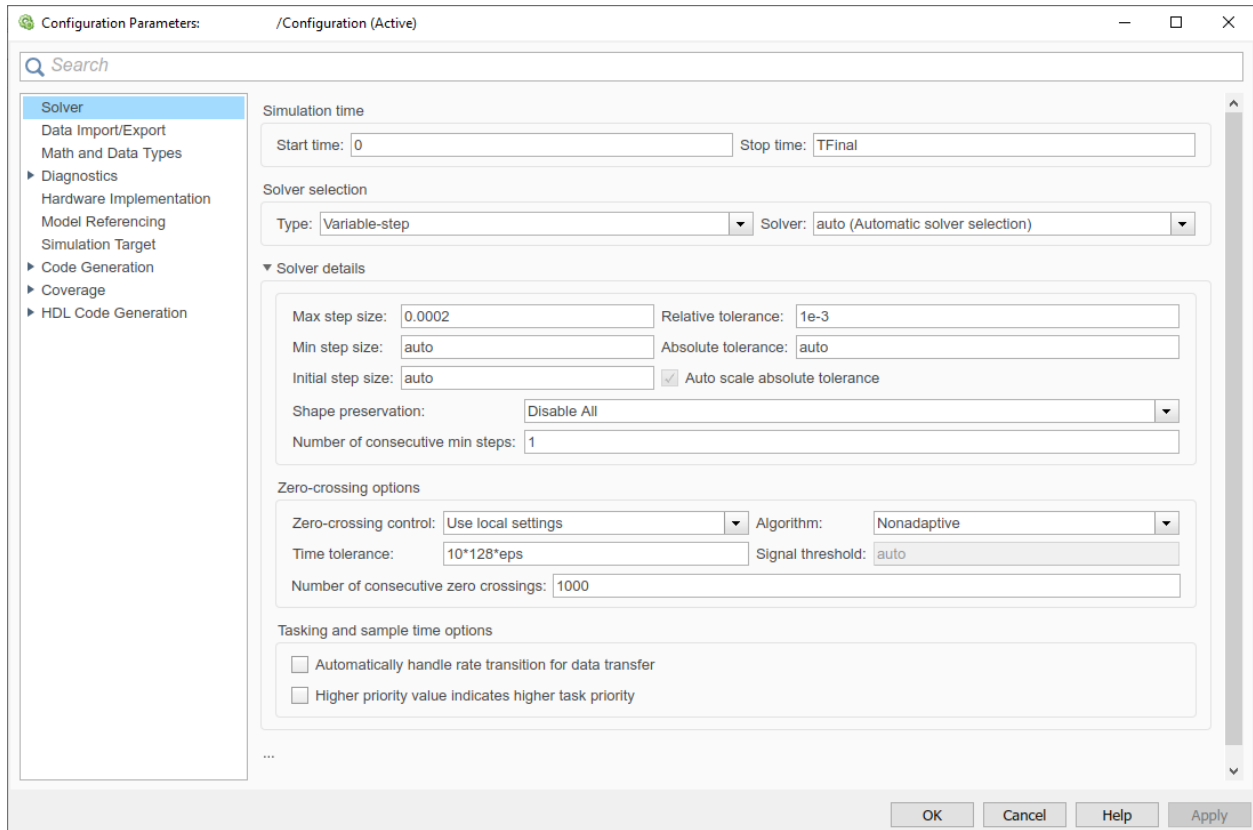 Configuration Parameters: /Configuration (Active)
Search
Solver
Data Import/Export
Math and Data Types
Diagnostics
Hardware Implementation
Model Referencing
Simulation Target
Code Generation
Coverage
HDL Code Generation
Simulation time
Start time: 0 Stop time: TFinal
Solver selection
Type: Variable-step Solver: auto (Automatic solver selection)
Solver details
Max step size: 0.0002 Relative tolerance: 1e-3
Min step size: auto Absolute tolerance: auto
Initial step size: auto Auto scale absolute tolerance
Shape preservation: Disable All
Number of consecutive min steps: 1
Zero-crossing options
Zero-crossing control: Use local settings Algorithm: Nonadaptive
Time tolerance: 10*128*eps Signal threshold: auto
Number of consecutive zero crossings: 1000
Tasking and sample time options
Automatically handle rate transition for data transfer
Higher priority value indicates higher task priority
...
OK Cancel Help Apply